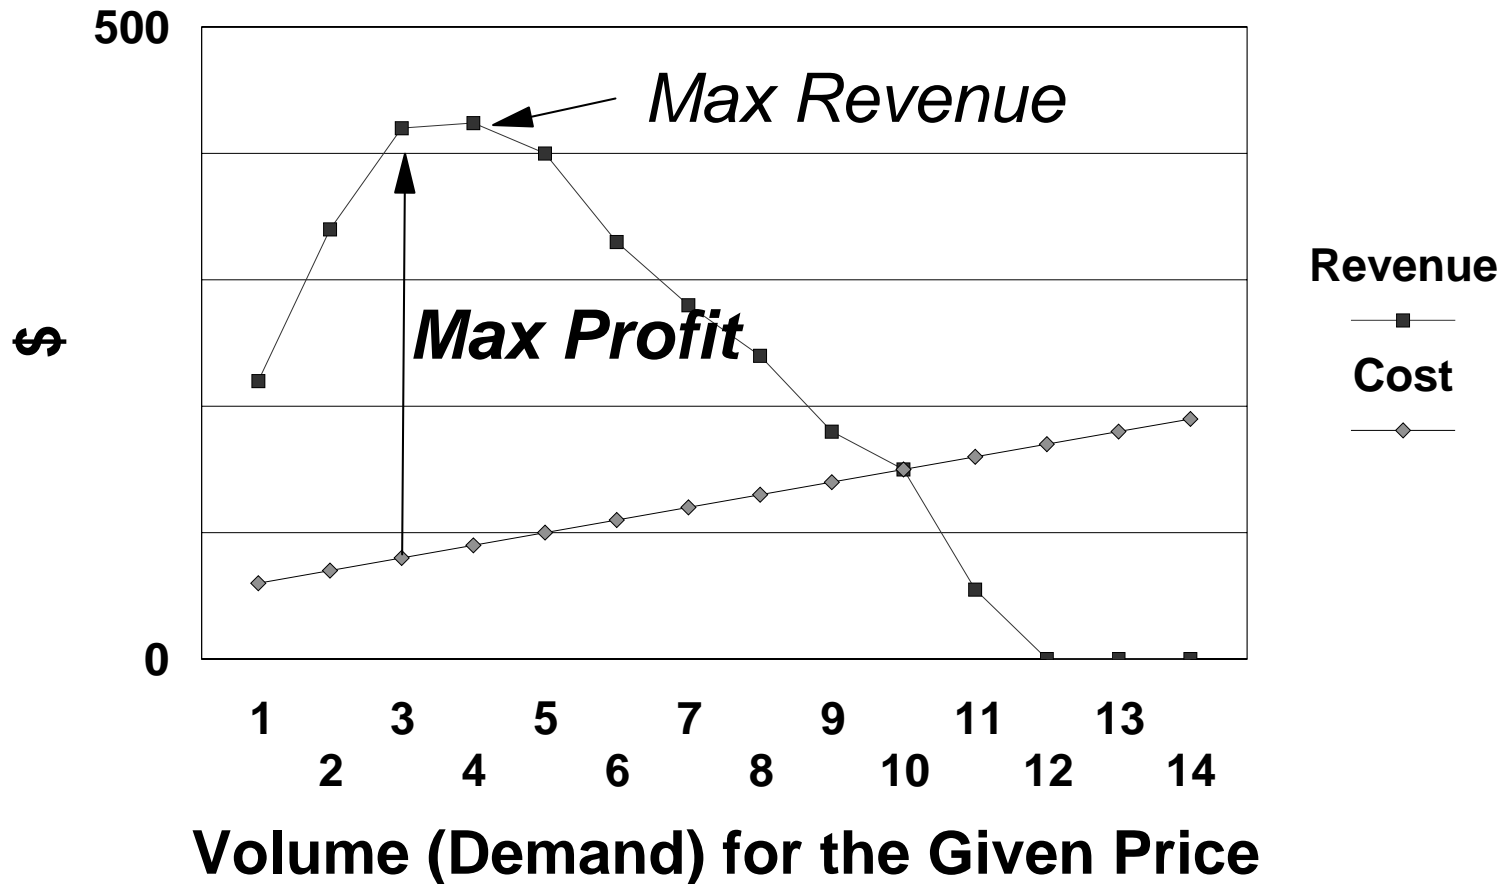 500
Max Revenue
Revenue
Max Profit
$
Cost
0
1 3 5 7 9 11 13
2 4 6 8 10 12 14
Volume (Demand) for the Given Price